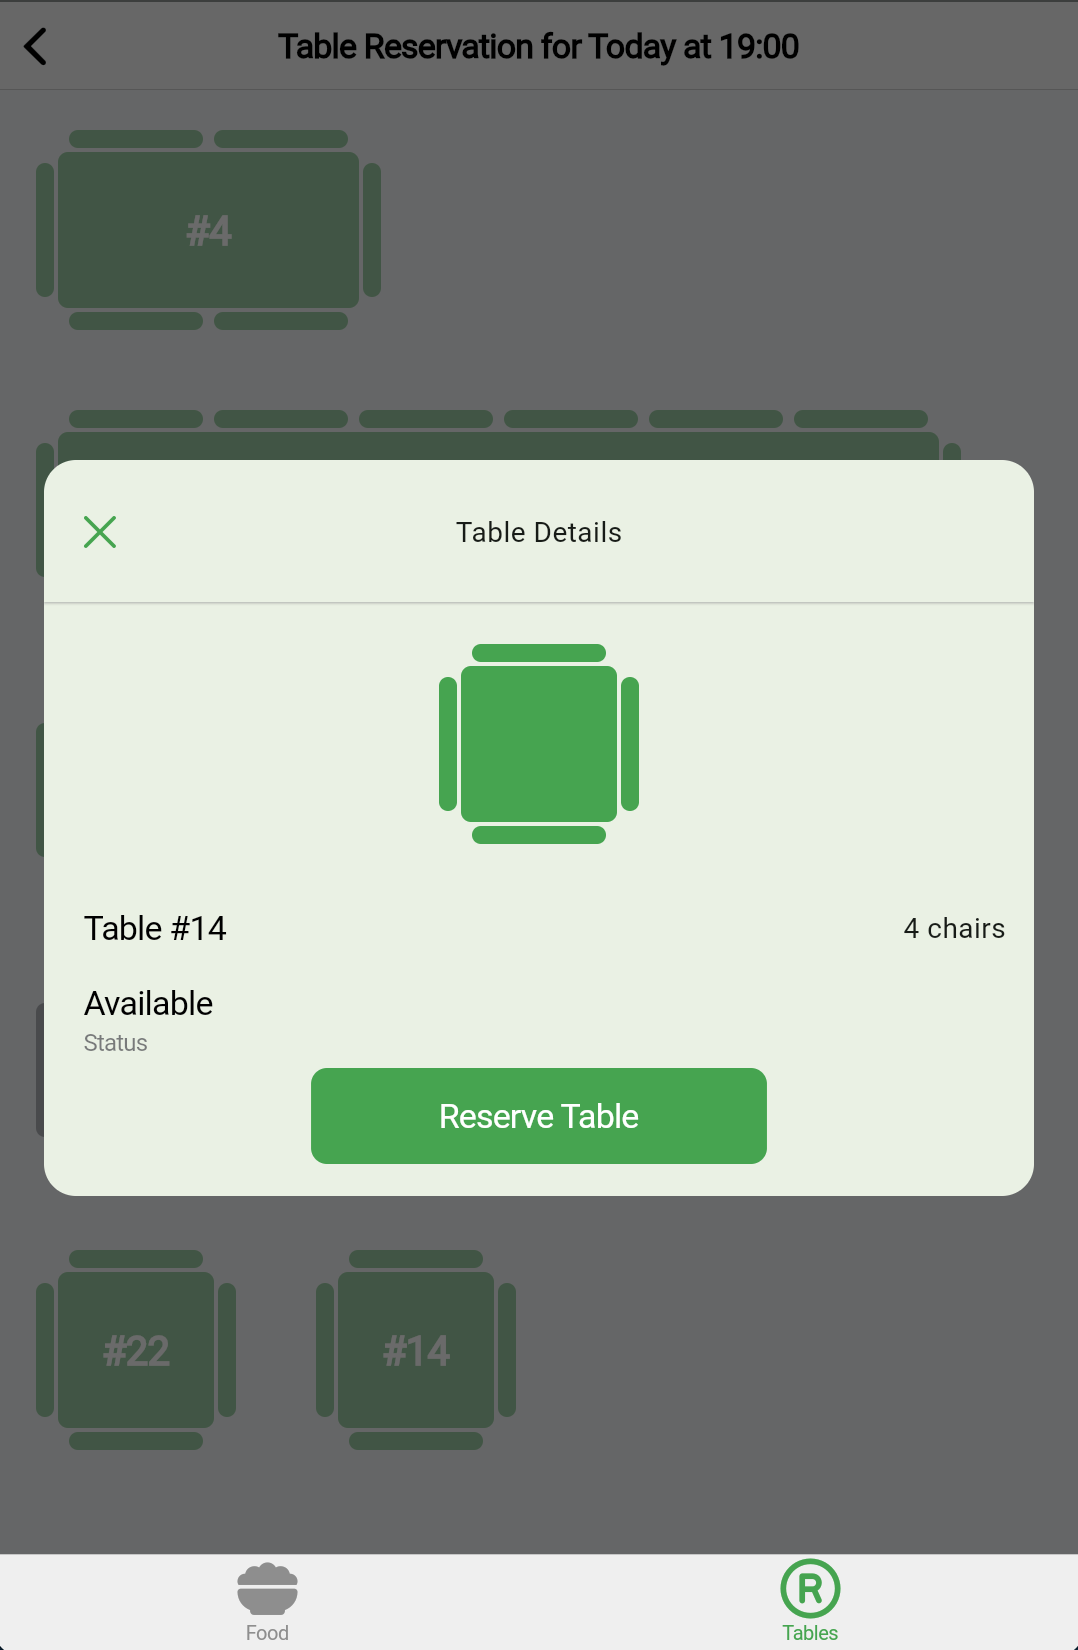 Table Reservation for Today at 19:00
#4
Table Details
Table #14
4 chairs
Available
Status
Reserve Table
#22
#14
R
Food
Tables